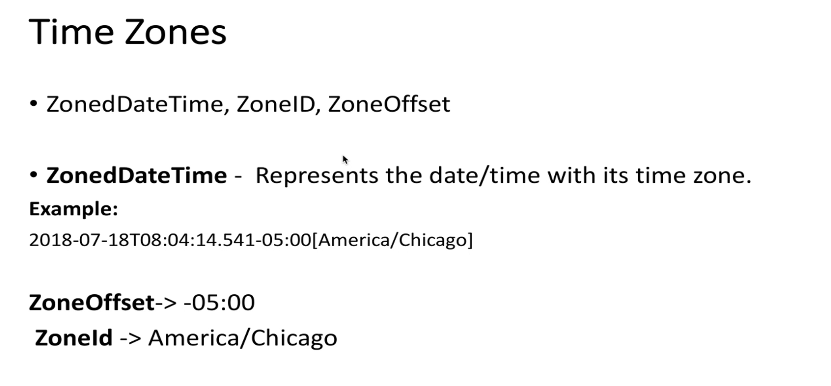 Time Zones
• ZonedDateTime, ZoneID, ZoneOffset
• ZonedDateTime - Represents the date/time with its time zone.
Example:
2018-07-18T08:04:14.541-05:00[America/Chicago]
ZoneOffset-> -05:00
ZoneId -> America/Chicago